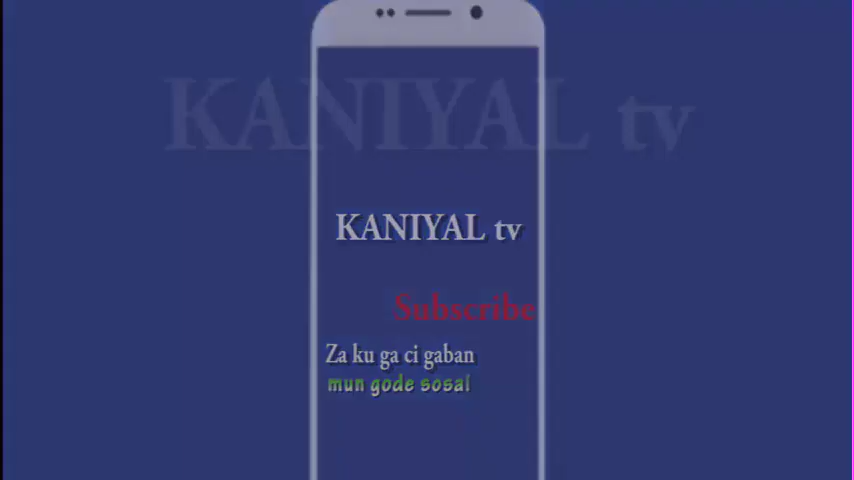 KANIYAL tv
KANIYAL tv
Subscribe
Za ku ga ci gaban
mun gode sosai